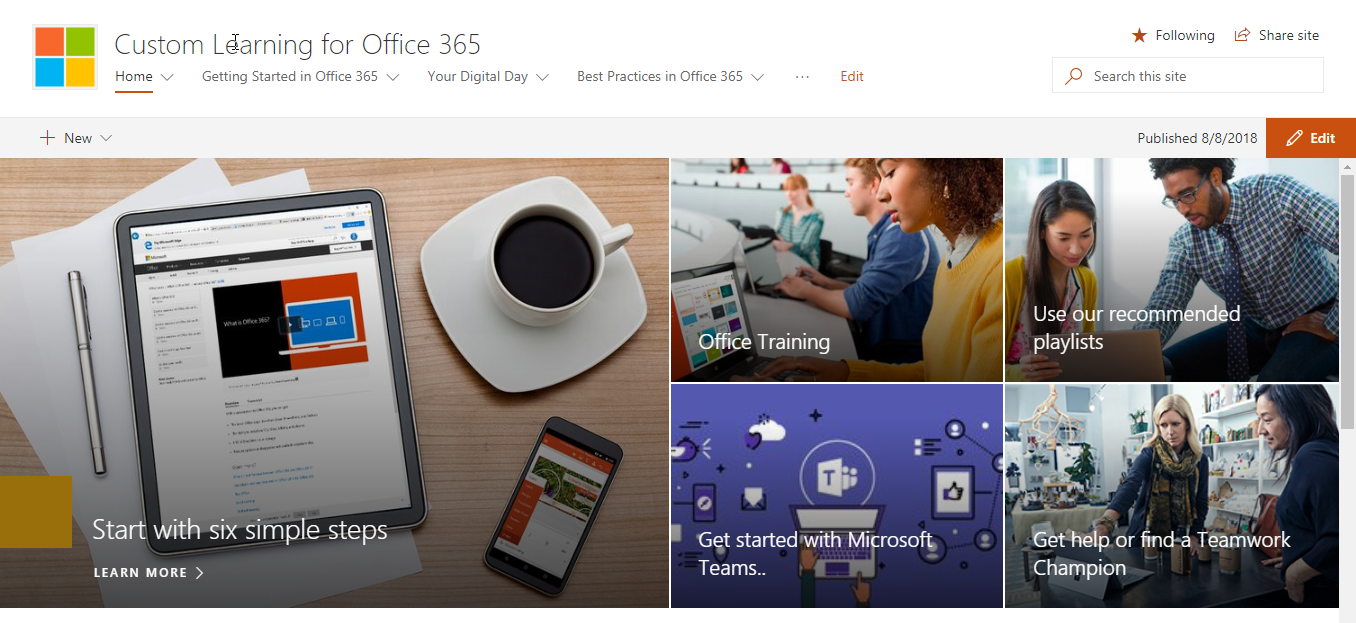 Custom Learning for Office 365
Following
Share site
Home
Getting Started in Office 365
Your Digital Day
Best Practices in Office 365
...
Edit
Search this site
New
Published 8/8/2018
Edit
What is Office 365?
Start with six simple steps
LEARN MORE
Office Training
Use our recommended
playlists
Get started with Microsoft
Teams..
Get help or find a Teamwork
Champion